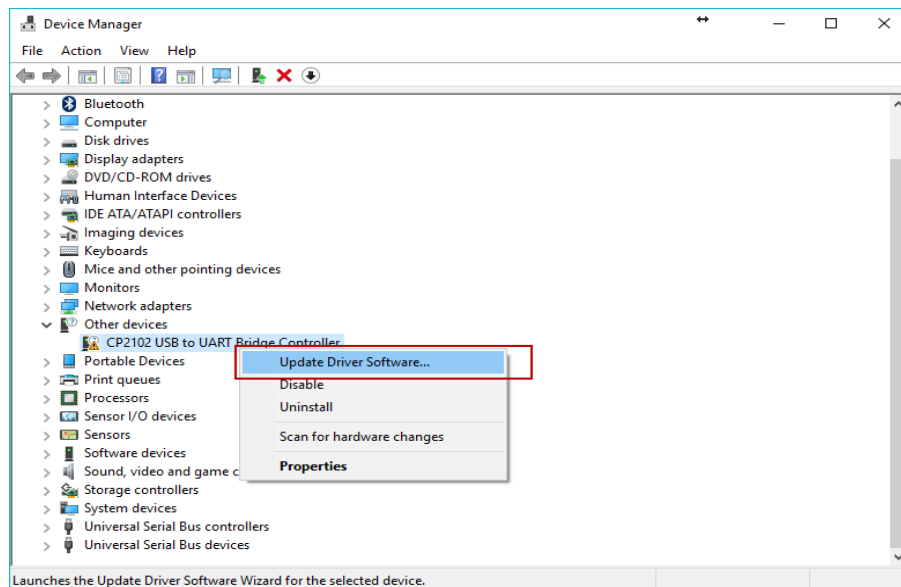 Device Manager
File Action View Help
Bluetooth
Computer
Disk drives
Display adapters
DVD/CD-ROM drives
Human Interface Devices
IDE ATA/ATAPI controllers
Imaging devices
Keyboards
Mice and other pointing devices
Monitors
Network adapters
Other devices
CP2102 USB to UART Bridge Controller
Portable Devices
Update Driver Software...
Print queues
Disable
Processors
Uninstall
Sensor I/O devices
Sensors
Scan for hardware changes
Software devices
Properties
Sound, video and game c
Storage controllers
System devices
Universal Serial Bus controllers
Universal Serial Bus devices
Launches the Update Driver Software Wizard for the selected device.